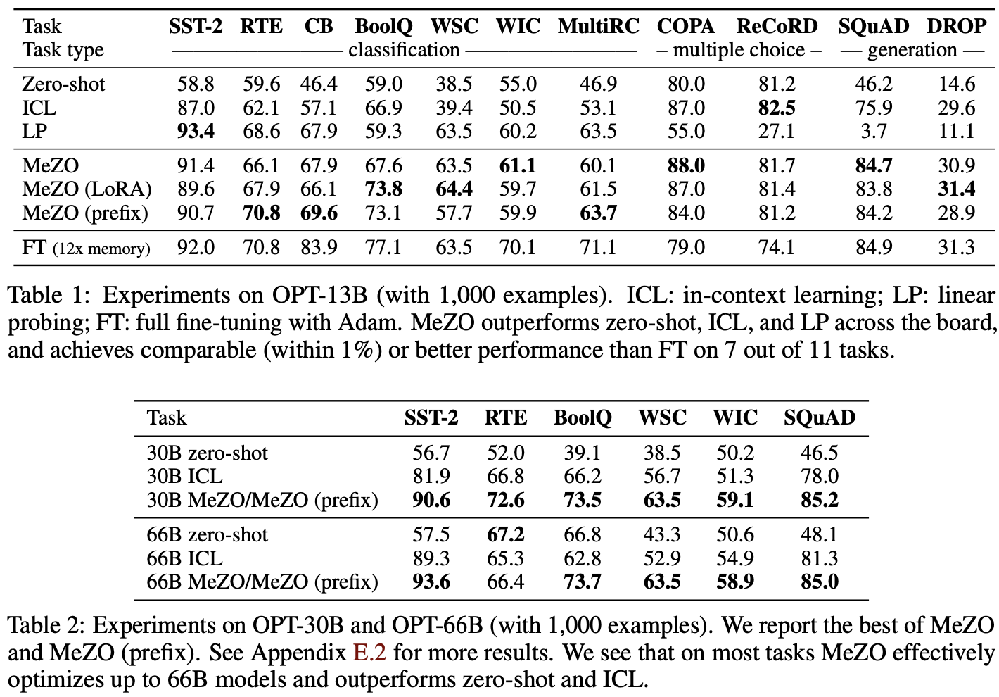 Task SST-2 RTE CB BoolQ WSC WIC MultiRC COPA ReCoRD SQuAD DROP
Task type ——— classification ——— – multiple choice – — generation —
Zero-shot 58.8 59.6 46.4 59.0 38.5 55.0 46.9 80.0 81.2 46.2 14.6
ICL 87.0 62.1 57.1 66.9 39.4 50.5 53.1 87.0 82.5 75.9 29.6
LP 93.4 68.6 67.9 59.3 63.5 60.2 63.5 55.0 27.1 3.7 11.1
MeZO 91.4 66.1 67.9 67.6 63.5 61.1 60.1 88.0 81.7 84.7 30.9
MeZO (LoRA) 89.6 67.9 66.1 73.8 64.4 59.7 61.5 87.0 81.4 83.8 31.4
MeZO (prefix) 90.7 70.8 69.6 73.1 57.7 59.9 63.7 84.0 81.2 84.2 28.9
FT (12x memory) 92.0 70.8 83.9 77.1 63.5 70.1 71.1 79.0 74.1 84.9 31.3
Table 1: Experiments on OPT-13B (with 1,000 examples). ICL: in-context learning; LP: linear
probing; FT: full fine-tuning with Adam. MeZO outperforms zero-shot, ICL, and LP across the board,
and achieves comparable (within 1%) or better performance than FT on 7 out of 11 tasks.
Task SST-2 RTE BoolQ WSC WIC SQuAD
30B zero-shot 56.7 52.0 39.1 38.5 50.2 46.5
30B ICL 81.9 66.8 66.2 56.7 51.3 78.0
30B MeZO/MeZO (prefix) 90.6 72.6 73.5 63.5 59.1 85.2
66B zero-shot 57.5 67.2 66.8 43.3 50.6 48.1
66B ICL 89.3 65.3 62.8 52.9 54.9 81.3
66B MeZO/MeZO (prefix) 93.6 66.4 73.7 63.5 58.9 85.0
Table 2: Experiments on OPT-30B and OPT-66B (with 1,000 examples). We report the best of MeZO
and MeZO (prefix). See Appendix E.2 for more results. We see that on most tasks MeZO effectively
optimizes up to 66B models and outperforms zero-shot and ICL.